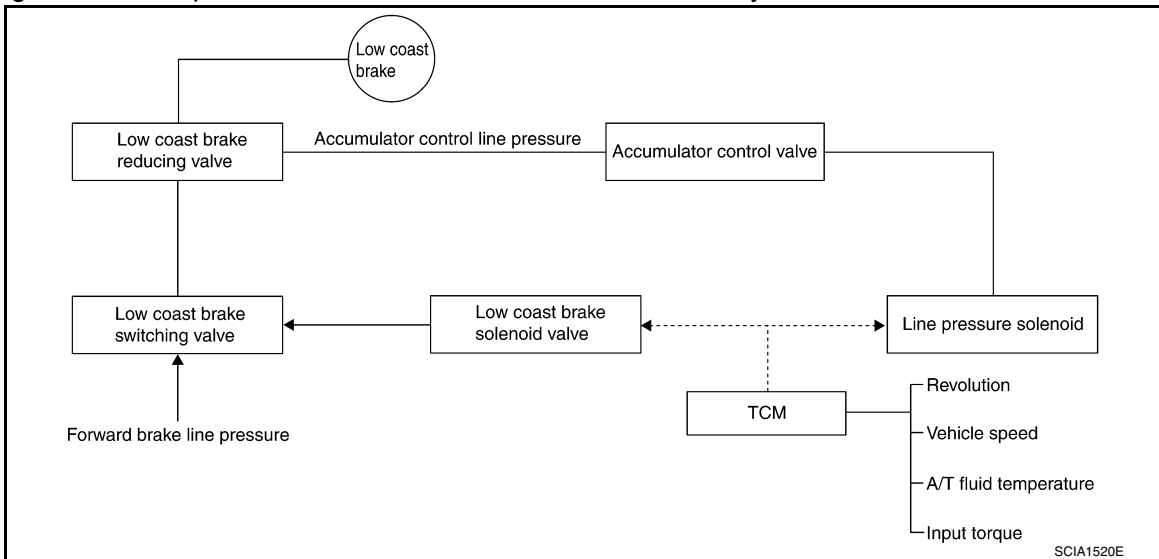 Low coast
brake
Low coast brake
reducing valve
Accumulator control line pressure
Accumulator control valve
Low coast brake
switching valve
Low coast brake
solenoid valve
Line pressure solenoid
TCM
Revolution
Vehicle speed
A/T fluid temperature
Input torque
Forward brake line pressure
SCIA1520E